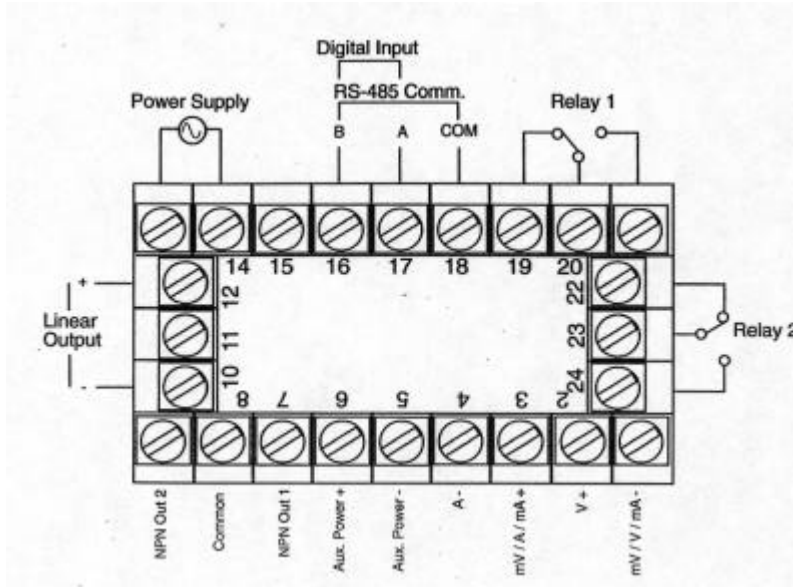 Digital Input
RS-485 Comm.
Power Supply
Relay 1
B A COM
14 15 16 17 18 19 20
12 22
+
Linear
Output
11 23
Relay 2
-
10 24
8 7 6 5 4 3 2
NPN Out 2
Common
NPN Out 1
Aux. Power +
Aux. Power -
A -
mV / A / mA +
V +
mV / V / mA -